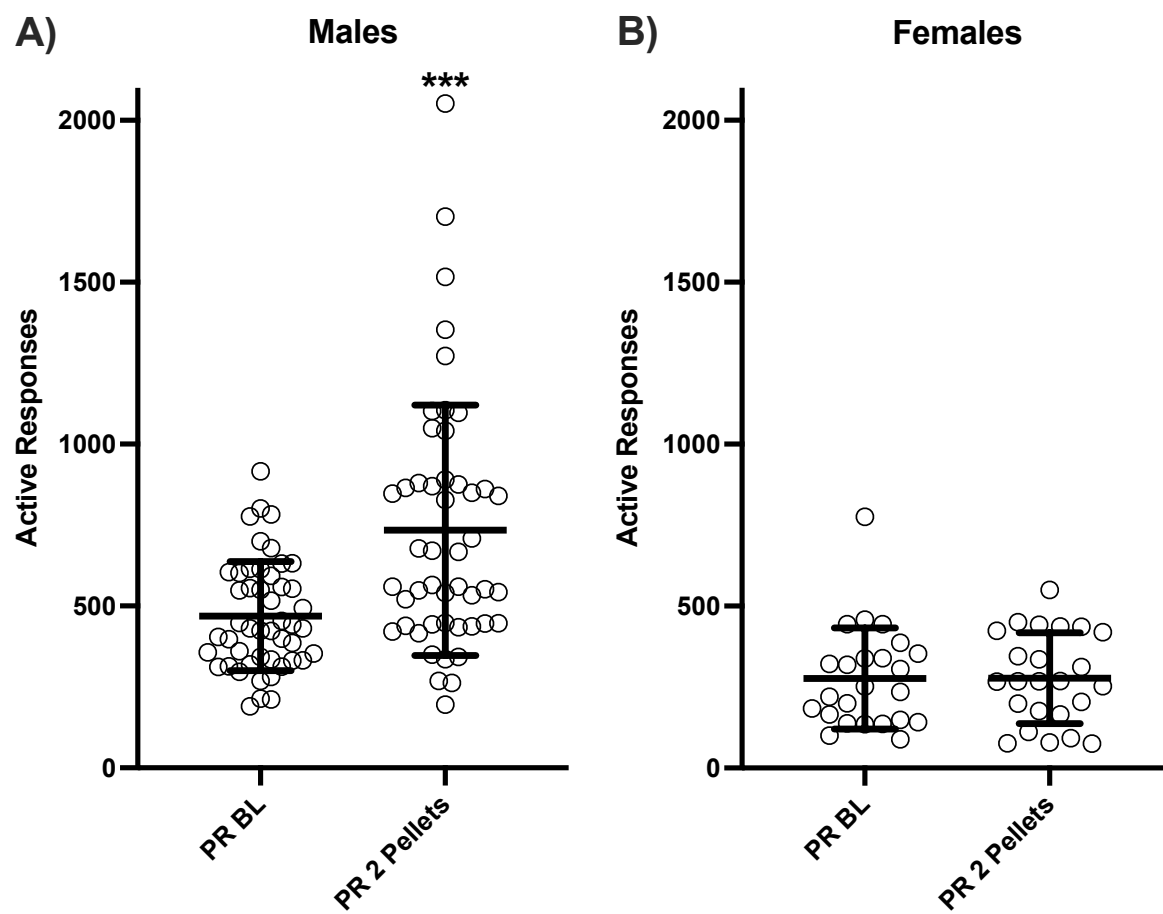 A)
Males
***
2000
1500
1000
500
0
Active Responses
PR BL
PR 2 Pellets
B)
Females
2000
1500
1000
500
0
Active Responses
PR BL
PR 2 Pellets